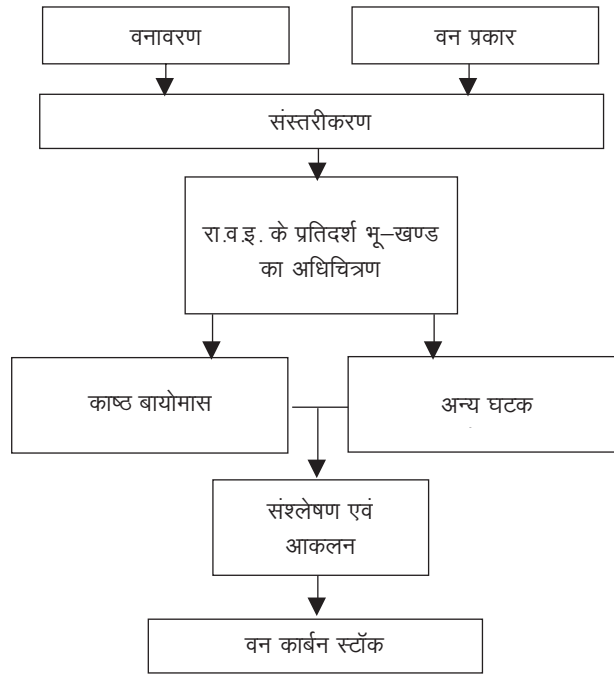 वनावरण
वन प्रकार
संस्तरीकरण
रा.व.इ. के प्रतिदर्श भू–खण्ड
का अधिचित्रण
काष्ठ बायोमास
अन्य घटक
संश्लेषण एवं
आकलन
वन कार्बन स्टॉक